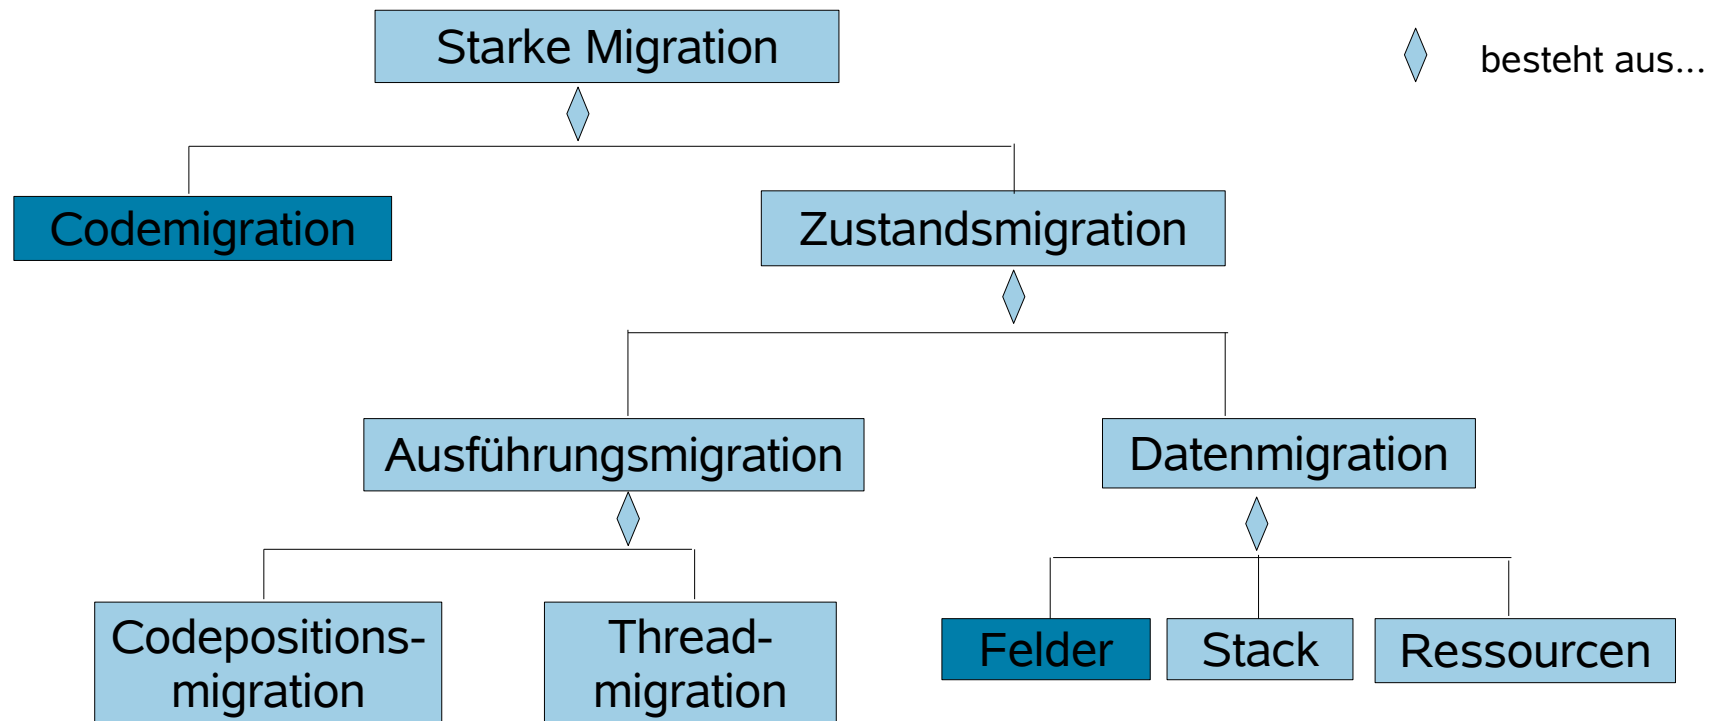 Starke Migration
besteht aus...
Codemigration
Zustandsmigration
Ausführungsmigration
Datenmigration
Codepositions-
migration
Thread-
migration
Felder
Stack
Ressourcen